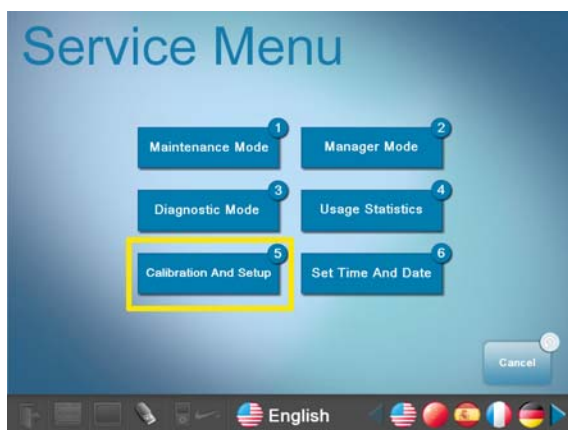 Service Menu
1
Maintenance Mode
2
Manager Mode
3
Diagnostic Mode
4
Usage Statistics
5
Calibration And Setup
6
Set Time And Date
Cancel
English